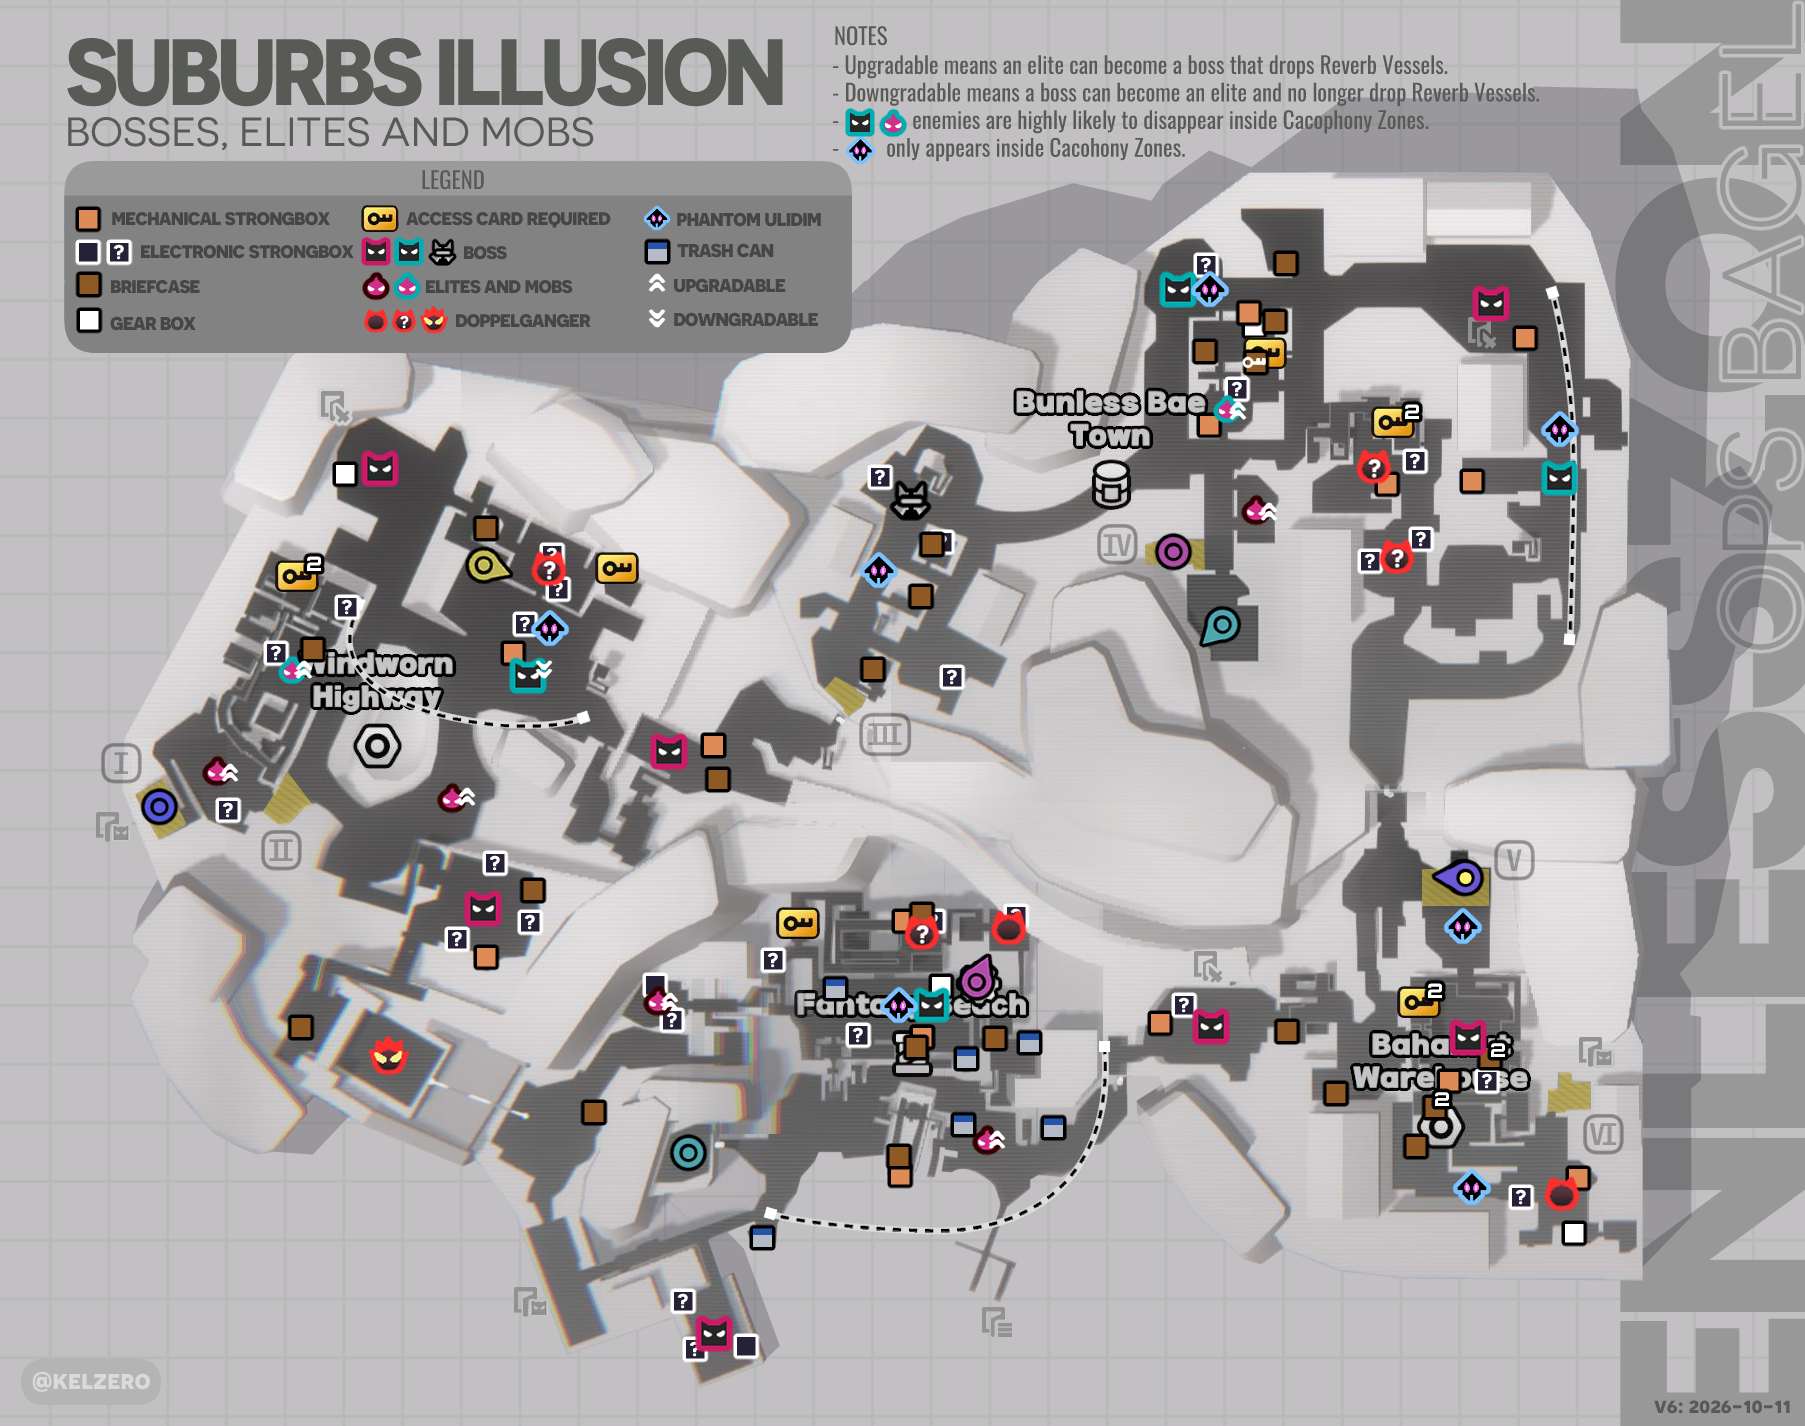 SUBURBS ILLUSION
BOSSES, ELITES AND MOBS
NOTES
- Upgradable means an elite can become a boss that drops Reverb Vessels.
- Downgradable means a boss can become an elite and no longer drop Reverb Vessels.
- enemies are highly likely to disappear inside Cacophony Zones.
- only appears inside Cacohony Zones.
LEGEND
MECHANICAL STRONGBOX
ACCESS CARD REQUIRED
PHANTOM ULIDIM
? ELECTRONIC STRONGBOX
BOSS
TRASH CAN
BRIEFCASE
ELITES AND MOBS
UPGRADABLE
GEAR BOX
? DOPPELGANGER
DOWNGRADABLE
Bunless Bae
Town
IV
Windworn
Highway
I
II
III
V
Fanta
each
Baha
t
Ware
se
VI
@KELZERO
V6: 2026-10-11